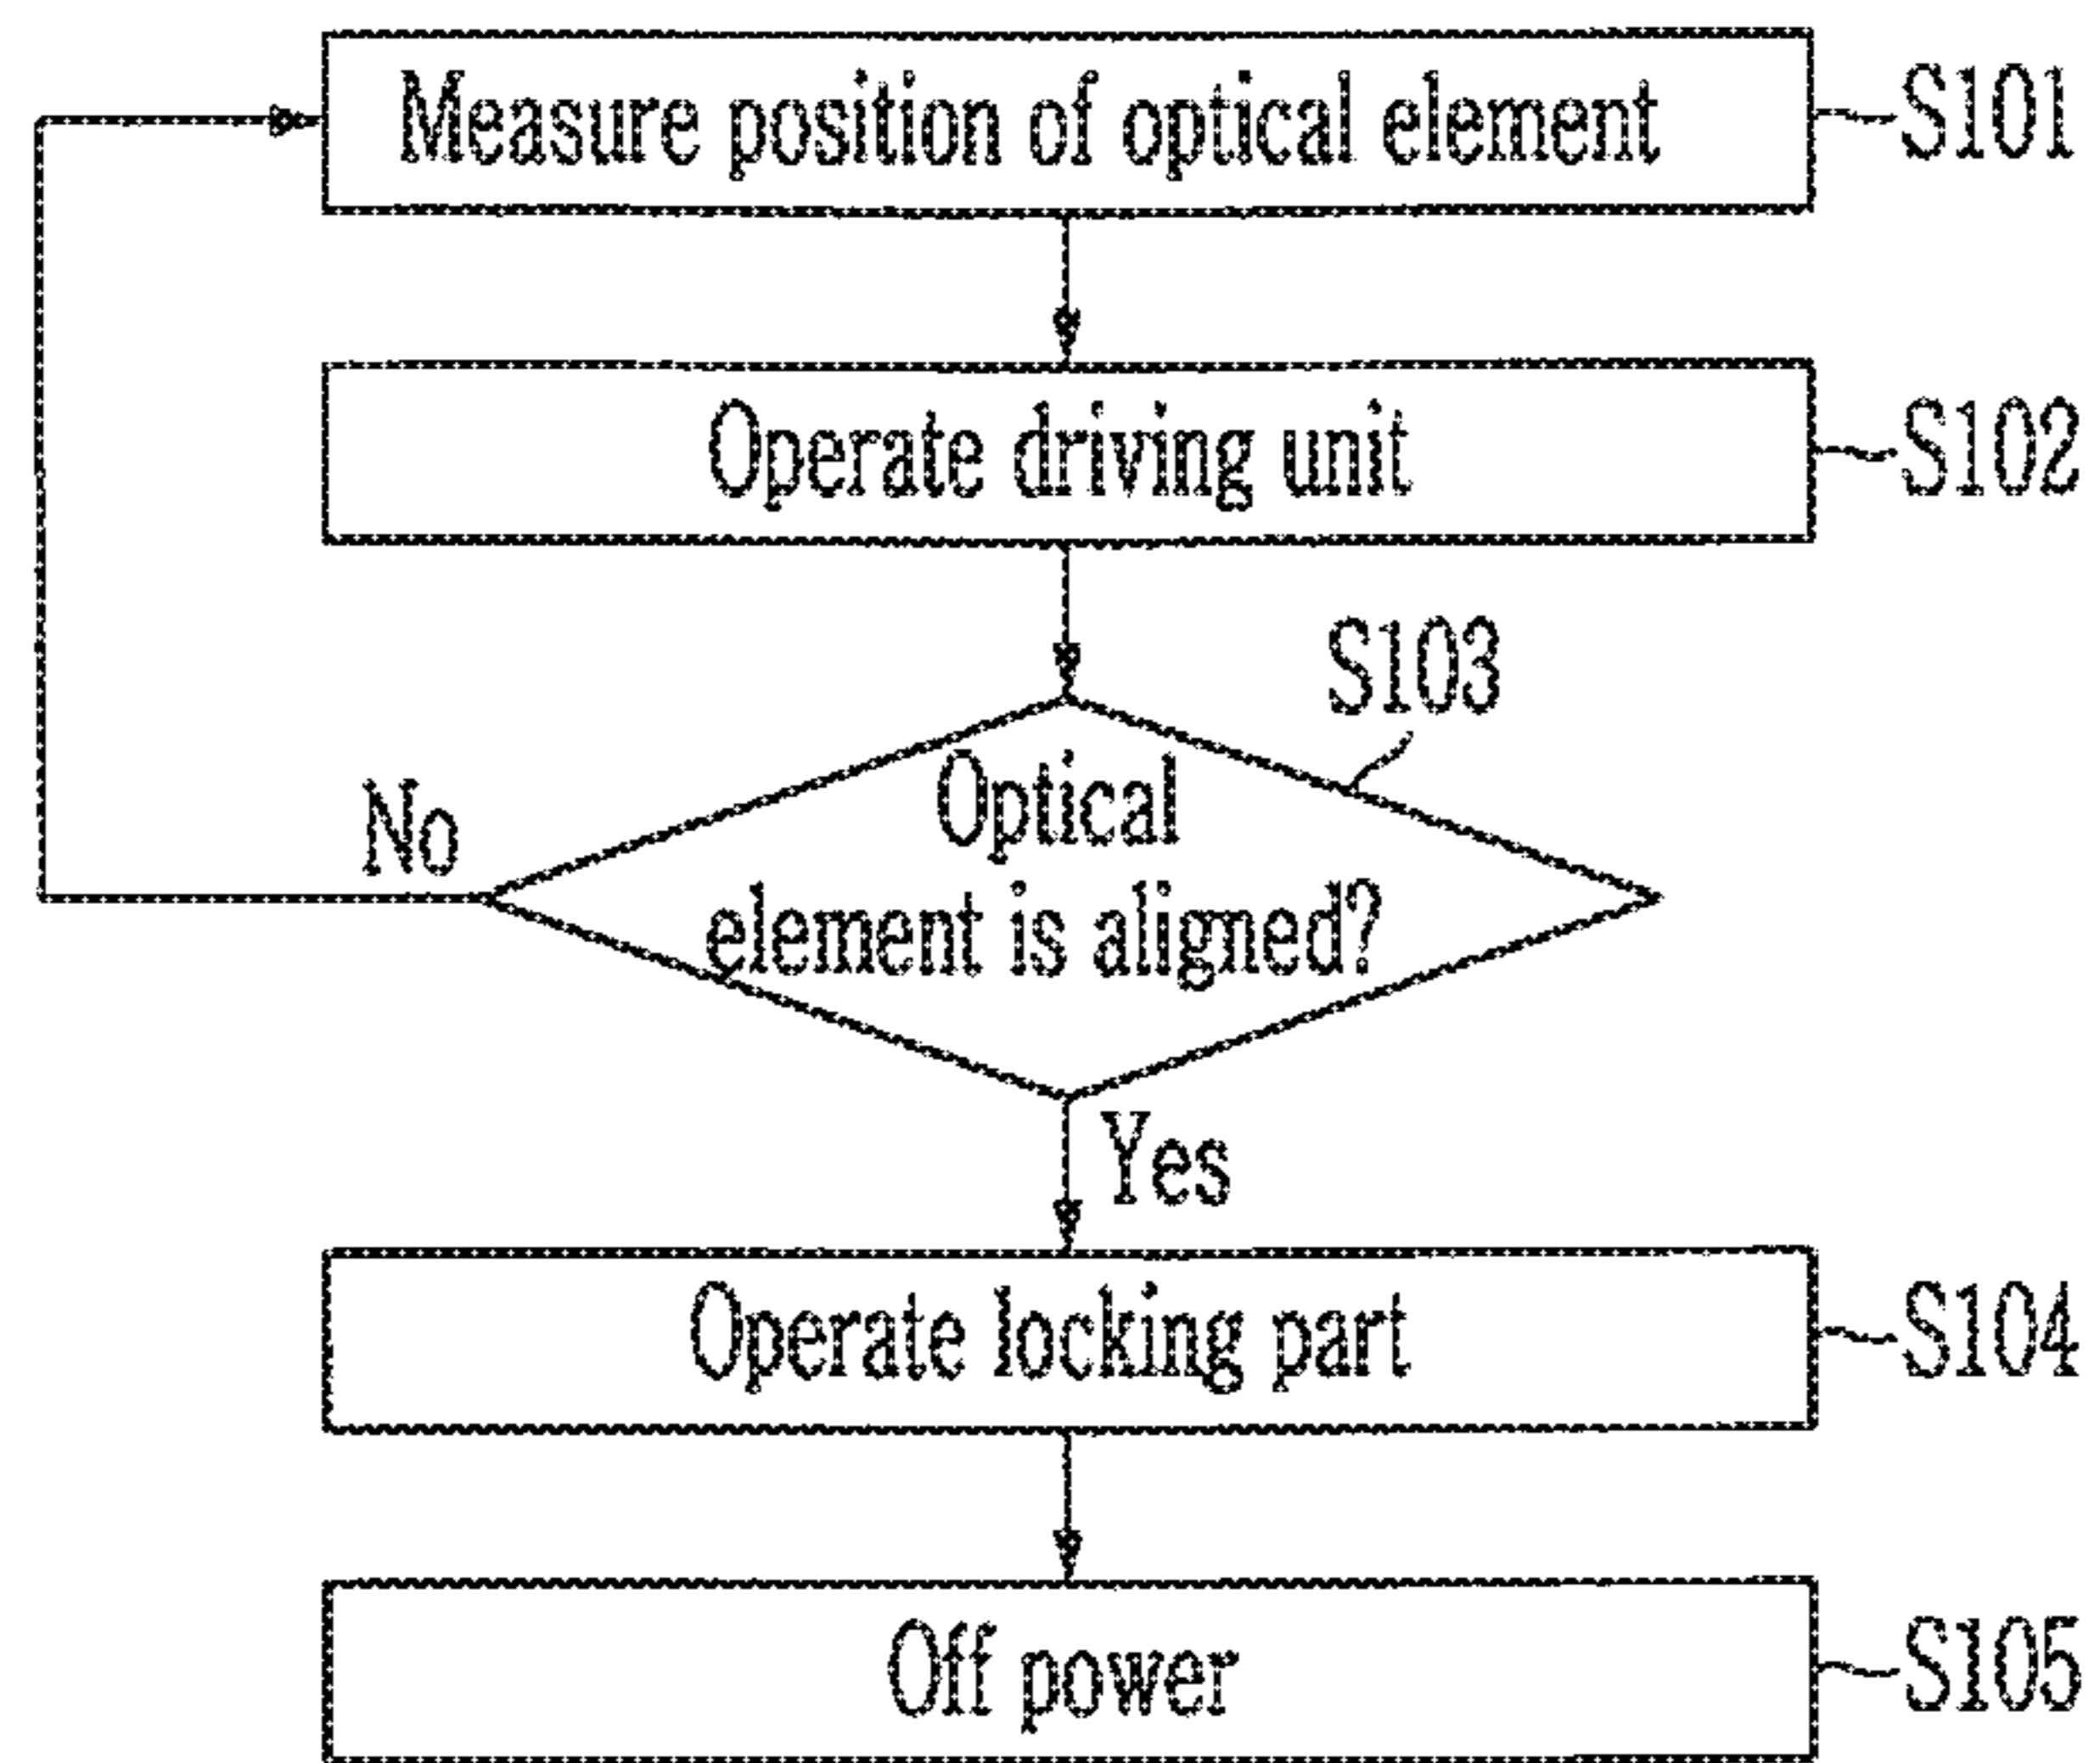 Measure position of optical element
S101
Operate driving unit
S102
S103
Optical
element is aligned?
No
Yes
Operate locking part
S104
Off power
S105